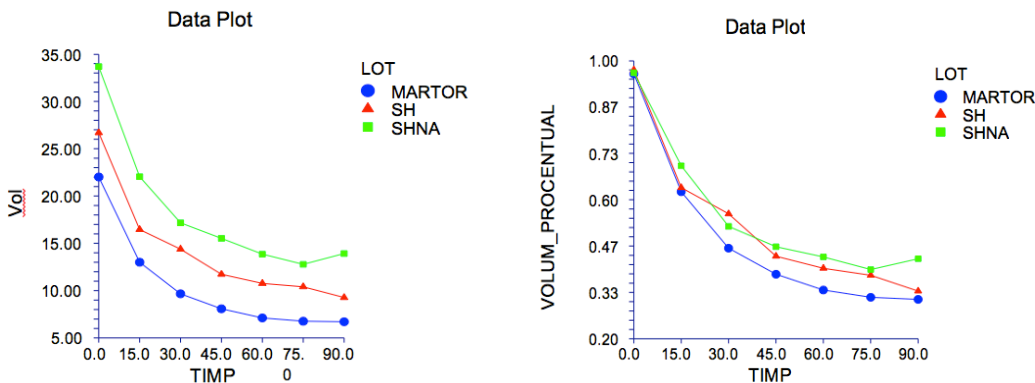 Data Plot
35.00
30.00
25.00
20.00
15.00
10.00
5.00
Vol
0.0 15.0 30.0 45.0 60.0 75. 90.0
0
TIMP
LOT
MARTOR
SH
SHNA
Data Plot
1.00
0.87
0.73
0.60
0.47
0.33
0.20
VOLUM_PROCENTUAL
0.0 15.0 30.0 45.0 60.0 75.0 90.0
TIMP
LOT
MARTOR
SH
SHNA